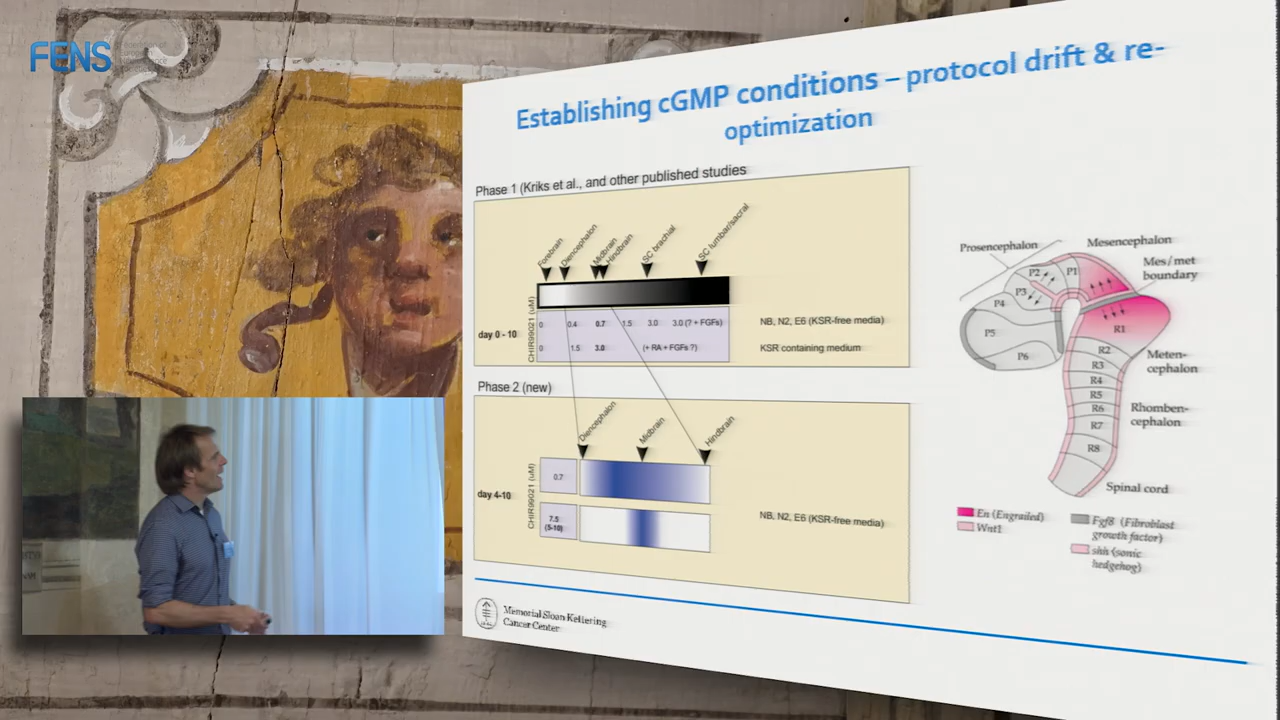 FENS
Establishing cGMP conditions – protocol drift & re-
optimization
Phase 1 (Kriks et al., and other published studies
Forebrain
Diencephalon
Midbrain
Hindbrain
SC brachial
SC lumbar/sacral
CHIR99021 (uM)
day 0 - 10
0 0.4 0.7 1.5 3.0 3.0 (? + FGFs)
NB, N2, E6 (KSR-free media)
0 1.5 3.0 (+ RA + FGFs ?)
KSR containing medium
Phase 2 (new)
Diencephalon
Midbrain
Hindbrain
CHIR99021 (uM)
day 4-10
0.7
7.5
(5-10)
NB, N2, E6 (KSR-free media)
Prosencephalon
Mesencephalon
Mes/met
boundary
P2
P1
P3
P4
P5
P6
R1
R2
R3
R4
R5
R6
R7
R8
Meten-
cephalon
Rhomben-
cephalon
Spinal cord
En (Engrailed)
Wnt1
Fgf8 (Fibroblast
growth factor)
shh (sonic
hedgehog)
Memorial Sloan Kettering
Cancer Center